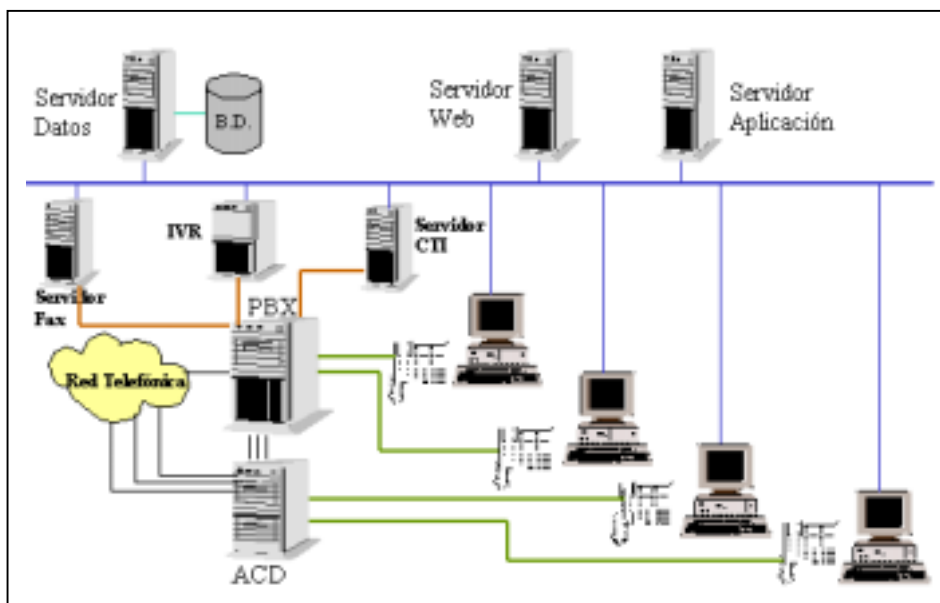 Servidor
Datos
B.D.
Servidor
Web
Servidor
Aplicación
IVR
Servidor
CTI
Servidor
Fax
PBX
Red Telefónica
ACD